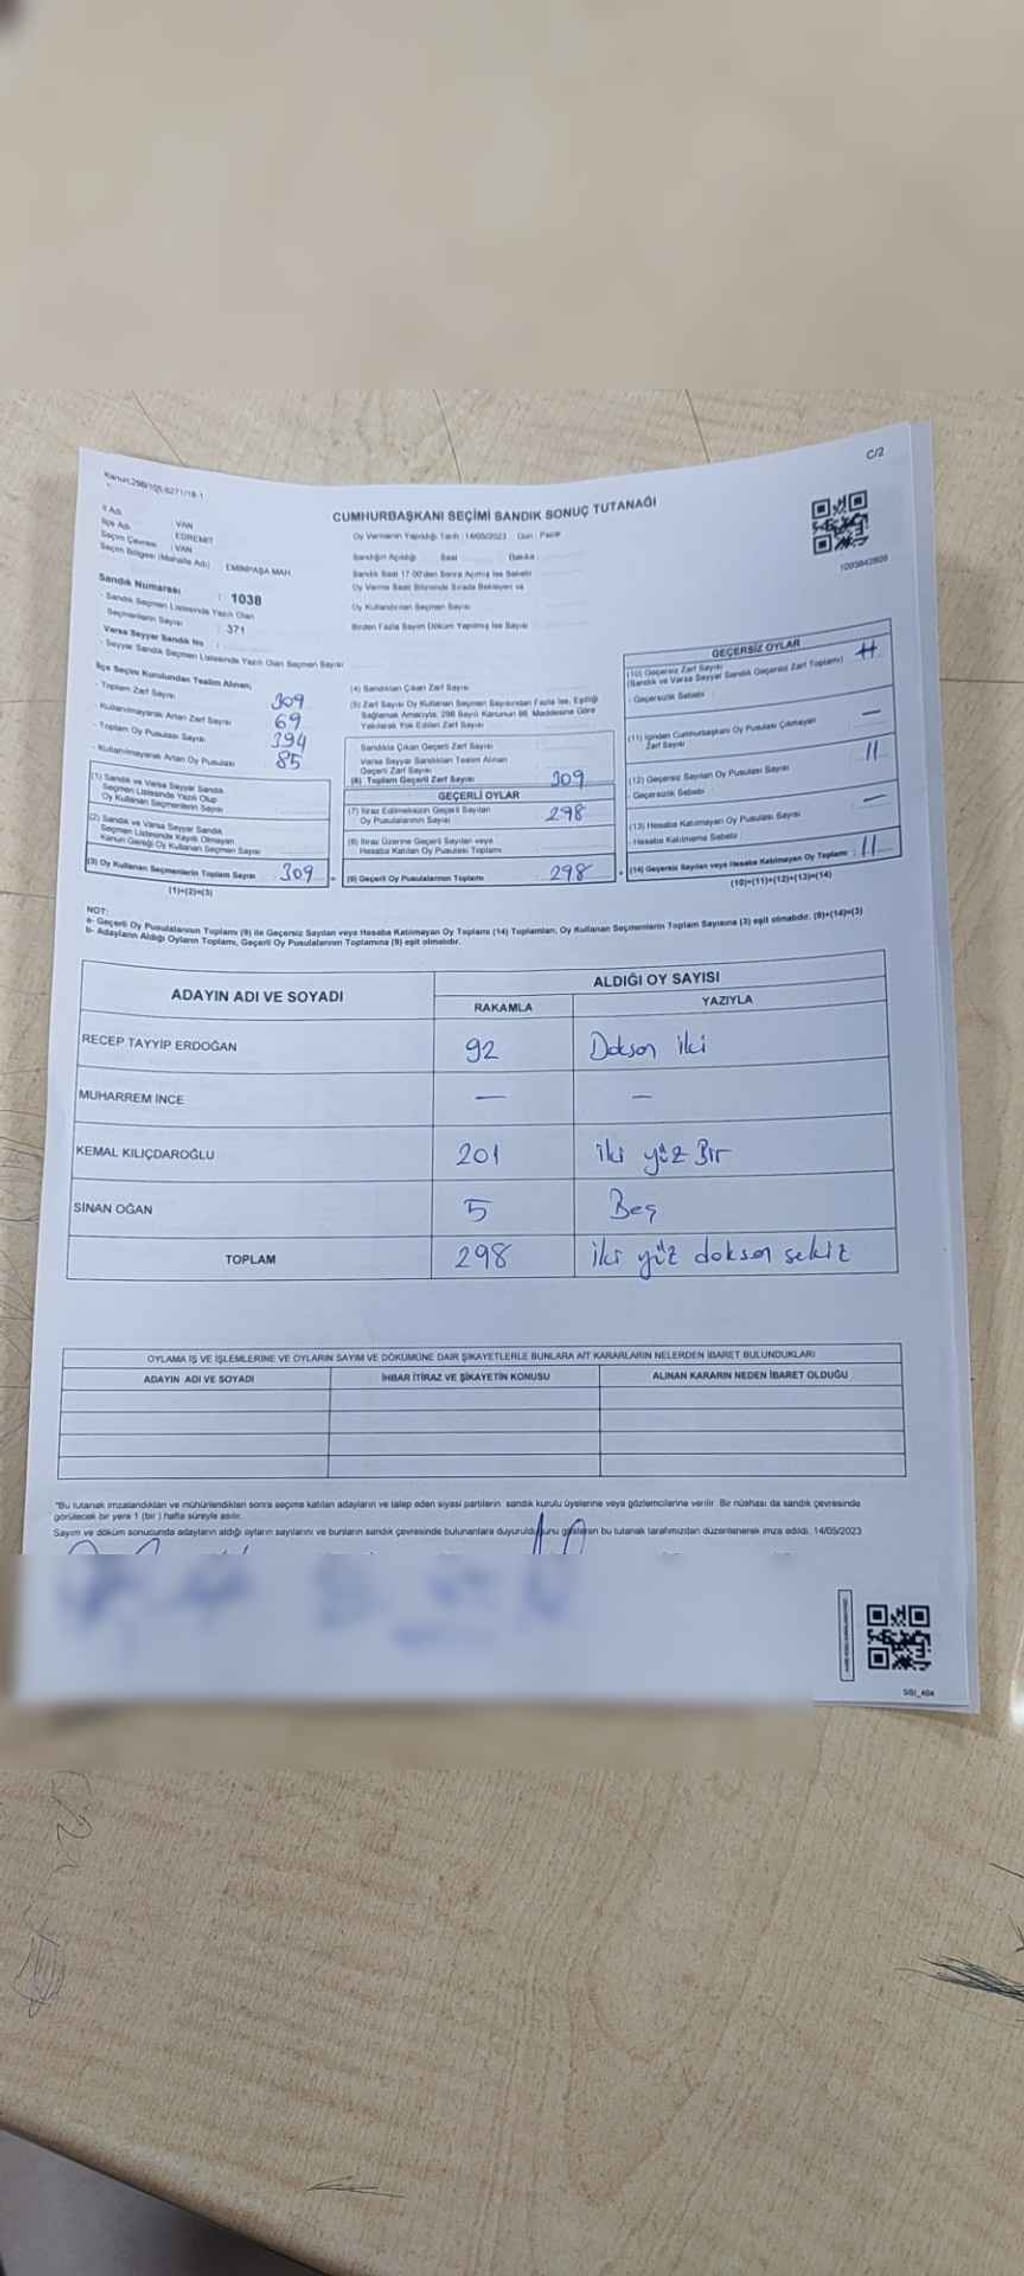 C/2
Kanun:298/105-6271/18-1
CUMHURBAŞKANI SEÇİMİ SANDIK SONUÇ TUTANAĞI
İl Adı : VAN
İlçe Adı : EDREMİT
Seçim Çevresi : VAN
Seçim Bölgesi (Mahalle Adı) EMİNPAŞA MAH.
Sandık Numarası : 1038
- Sandık Seçmen Listesinde Yazılı Olan
Seçmenlerin Sayısı : 371
Varsa Seyyar Sandık No :
- Seyyar Sandık Seçmen Listesinde Yazılı Olan Seçmen Sayısı
Oy Vermenin Yapıldığı Tarih : 14/05/2023 Gün : Pazar
Sandığın Açıldığı Saat Dakika
Sandık Saat 17.00'den Sonra Açılmış İse Sebebi
Oy Verme Saati Bitiminde Sırada Bekleyen ve
Oy Kullandırılan Seçmen Sayısı
Birden Fazla Sayım Döküm Yapılmış İse Sayısı
1093842809
İlçe Seçim Kurulundan Teslim Alınan;
- Toplam Zarf Sayısı 309
- Kullanılmayarak Artan Zarf Sayısı 69
- Toplam Oy Pusulası Sayısı 394
- Kullanılmayarak Artan Oy Pusulası 85
(1) Sandık ve Varsa Seyyar Sandık
Seçmen Listesinde Yazılı Olup
Oy Kullanan Seçmenlerin Sayısı
(2) Sandık ve Varsa Seyyar Sandık
Seçmen Listesinde Kayıtlı Olmayan
Kanun Gereği Oy Kullanan Seçmen Sayısı
(3) Oy Kullanan Seçmenlerin Toplam Sayısı 309
(1)+(2)=(3)
(4) Sandıktan Çıkan Zarf Sayısı
(5) Zarf Sayısı Oy Kullanan Seçmen Sayısından Fazla İse, Eşitliği
Sağlamak Amacıyla, 298 Sayılı Kanunun 98. Maddesine Göre
Yakılarak Yok Edilen Zarf Sayısı
Sandıkta Çıkan Geçerli Zarf Sayısı
Varsa Seyyar Sandıktan Teslim Alınan
Geçerli Zarf Sayısı
(6) Toplam Geçerli Zarf Sayısı 309
GEÇERLİ OYLAR
(7) İtiraz Edilmeksizin Geçerli Sayılan
Oy Pusulalarının Sayısı 298
(8) İtiraz Üzerine Geçerli Sayılan veya
Hesaba Katılan Oy Pusulası Toplamı
(9) Geçerli Oy Pusulalarının Toplamı 298
GEÇERSİZ OYLAR
(10) Geçersiz Zarf Sayısı
(Sandık ve Varsa Seyyar Sandık Geçersiz Zarf Toplamı)
- Geçersizlik Sebebi :
(11) İçinden Cumhurbaşkanı Oy Pusulası Çıkmayan
Zarf Sayısı —
(12) Geçersiz Sayılan Oy Pusulası Sayısı 11
- Geçersizlik Sebebi :
(13) Hesaba Katılmayan Oy Pusulası Sayısı —
- Hesaba Katılmama Sebebi :
(14) Geçersiz Sayılan veya Hesaba Katılmayan Oy Toplamı : 11
(10)+(11)+(12)+(13)=(14)
NOT:
a- Geçerli Oy Pusulalarının Toplamı (9) ile Geçersiz Sayılan veya Hesaba Katılmayan Oy Toplamı (14) Toplamları, Oy Kullanan Seçmenlerin Toplam Sayısına (3) eşit olmalıdır. (9)+(14)=(3)
b- Adayların Aldığı Oyların Toplamı, Geçerli Oy Pusulalarının Toplamına (9) eşit olmalıdır.
ADAYIN ADI VE SOYADI ALDIĞI OY SAYISI
RAKAMLA YAZIYLA
RECEP TAYYİP ERDOĞAN 92 Doksan iki
MUHARREM İNCE — —
KEMAL KILIÇDAROĞLU 201 iki yüz Bir
SİNAN OĞAN 5 Beş
TOPLAM 298 iki yüz doksan sekiz
OYLAMA İŞ VE İŞLEMLERİNE VE OYLARIN SAYIM VE DÖKÜMÜNE DAİR ŞİKAYETLERLE BUNLARA AİT KARARLARIN NELERDEN İBARET BULUNDUKLARI
ADAYIN ADI VE SOYADI İHBAR İTİRAZ VE ŞİKAYETİN KONUSU ALINAN KARARIN NEDEN İBARET OLDUĞU
"Bu tutanak imzalandıktan ve mühürlendikten sonra seçime katılan adayların ve talep eden siyasi partilerin sandık kurulu üyelerine veya gözlemcilerine verilir. Bir nüshası da sandık çevresinde
görülecek bir yere 1 (bir) hafta süreyle asılır.
Sayım ve döküm sonucunda adayların aldığı oyların sayılarını ve bunların sandık çevresinde bulunanlara duyurulduğunu gösteren bu tutanak tarafımızdan düzenlenerek imza edildi. 14/05/2023